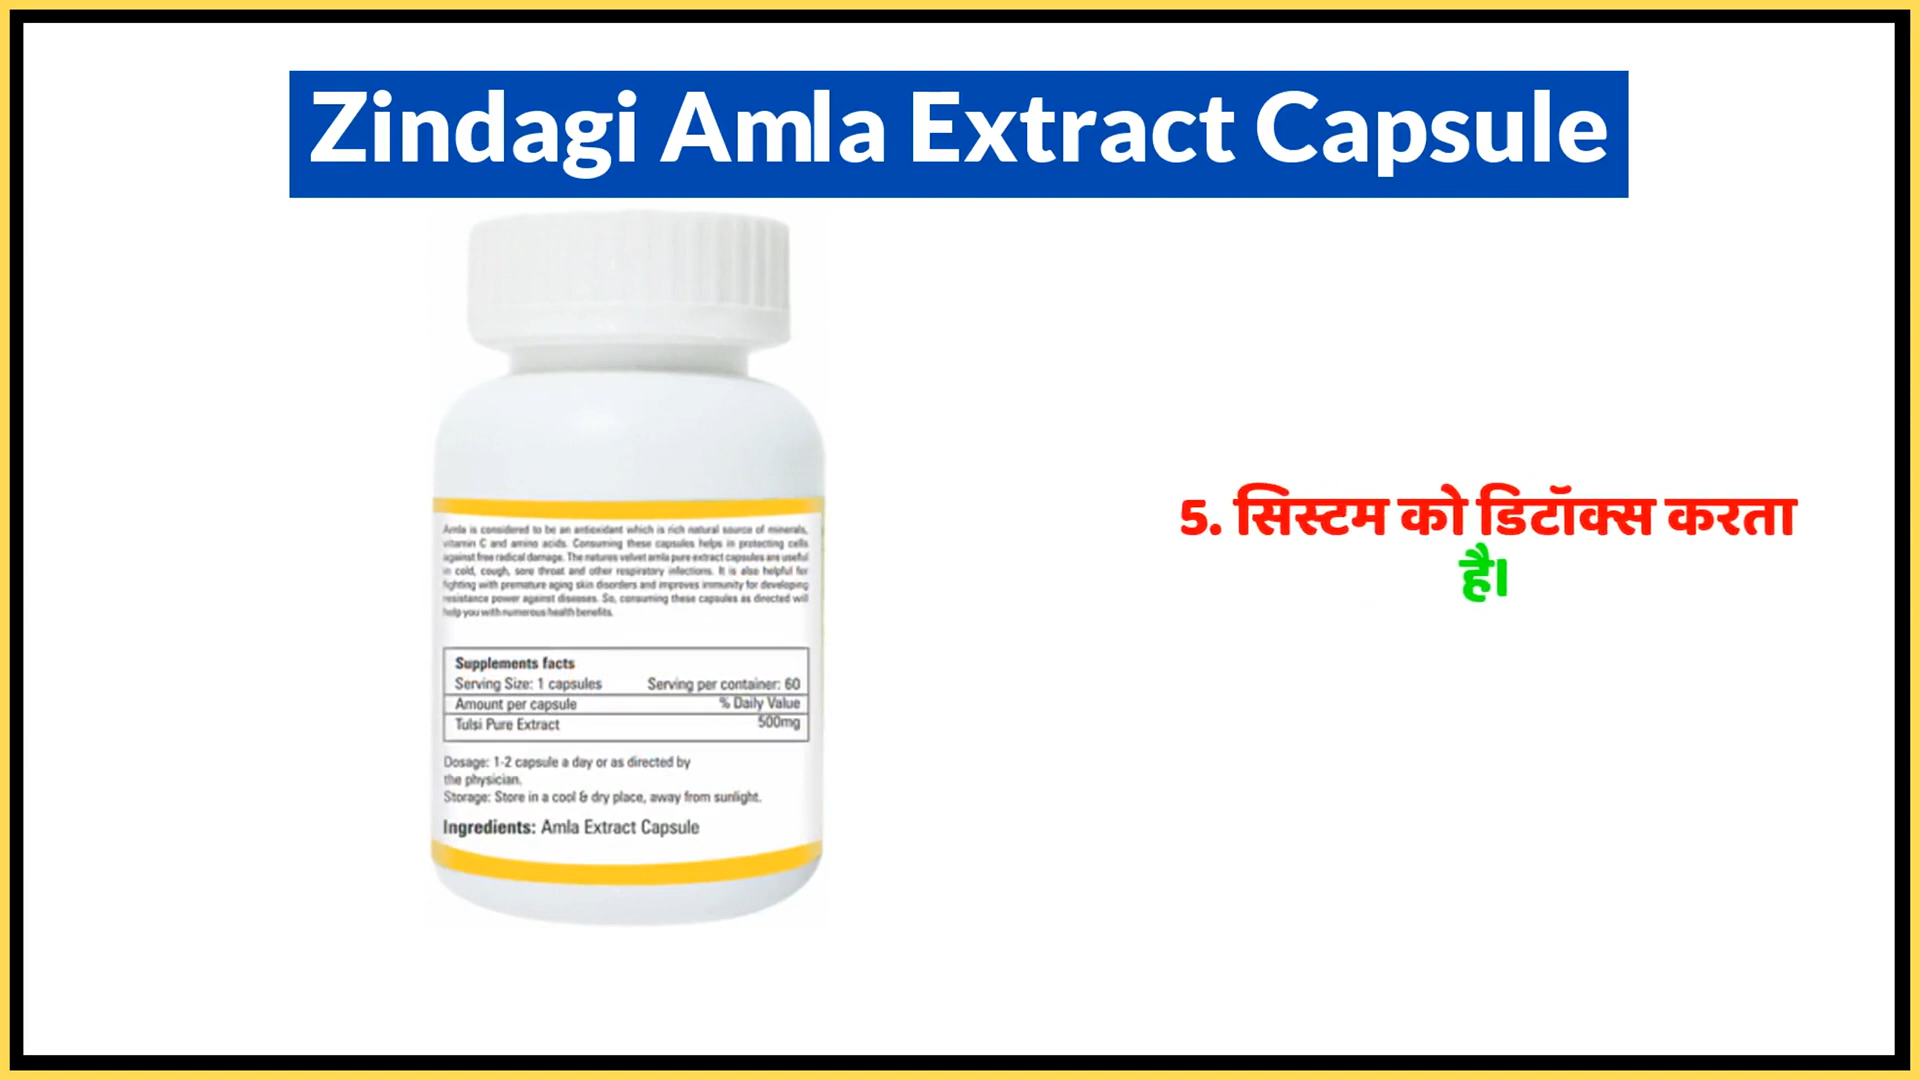 Zindagi Amla Extract Capsule
Amla is considered to be an antioxidant which is rich natural source of minerals,
vitamin C and amino acids. Consuming these capsules helps in protecting cells
against free radical damage. The natures velvet amla pure extract capsules are useful
in cold, cough, sore throat and other respiratory infections. It is also helpful for
fighting with premature aging skin disorders and improves immunity for developing
resistance power against diseases. So, consuming these capsules as directed will
help you with numerous health benefits.
Supplements facts
Serving Size: 1 capsules Serving per container: 60
Amount per capsule % Daily Value
Tulsi Pure Extract 500mg
Dosage: 1-2 capsule a day or as directed by
the physician.
Storage: Store in a cool & dry place, away from sunlight.
Ingredients: Amla Extract Capsule
5. सिस्टम को डिटॉक्स करता
है।